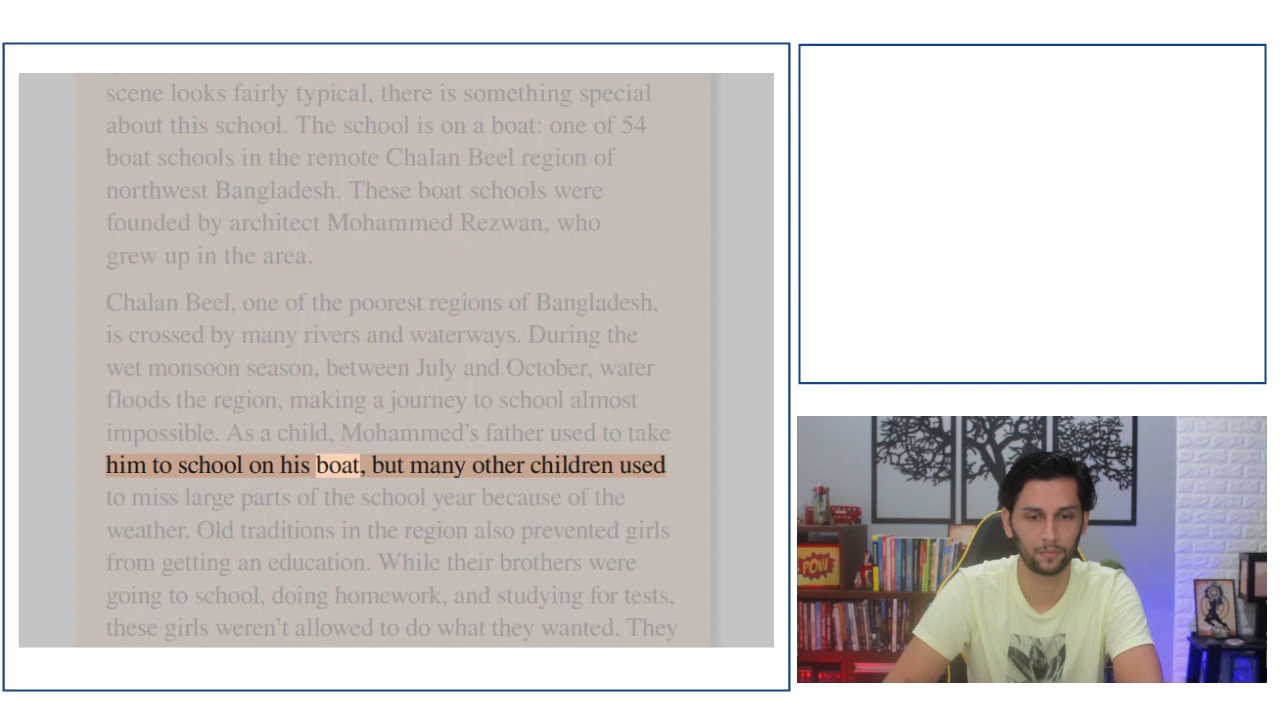 scene looks fairly typical, there is something special
about this school. The school is on a boat: one of 54
boat schools in the remote Chalan Beel region of
northwest Bangladesh. These boat schools were
founded by architect Mohammed Rezwan, who
grew up in the area.
Chalan Beel, one of the poorest regions of Bangladesh,
is crossed by many rivers and waterways. During the
wet monsoon season, between July and October, water
floods the region, making a journey to school almost
impossible. As a child, Mohammed’s father used to take
him to school on his boat, but many other children used
to miss large parts of the school year because of the
weather. Old traditions in the region also prevented girls
from getting an education. While their brothers were
going to school, doing homework, and studying for tests,
these girls weren’t allowed to do what they wanted. They
POW